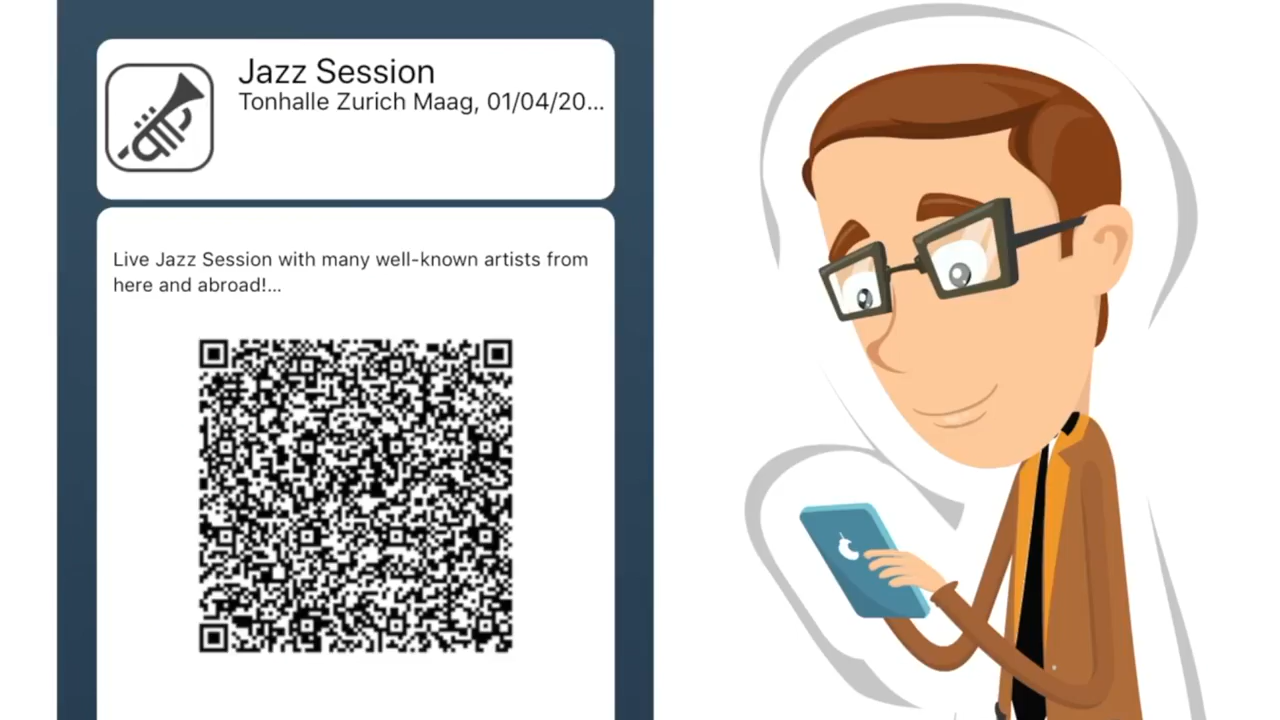 Jazz Session
Tonhalle Zurich Maag, 01/04/20...
Live Jazz Session with many well-known artists from
here and abroad!...